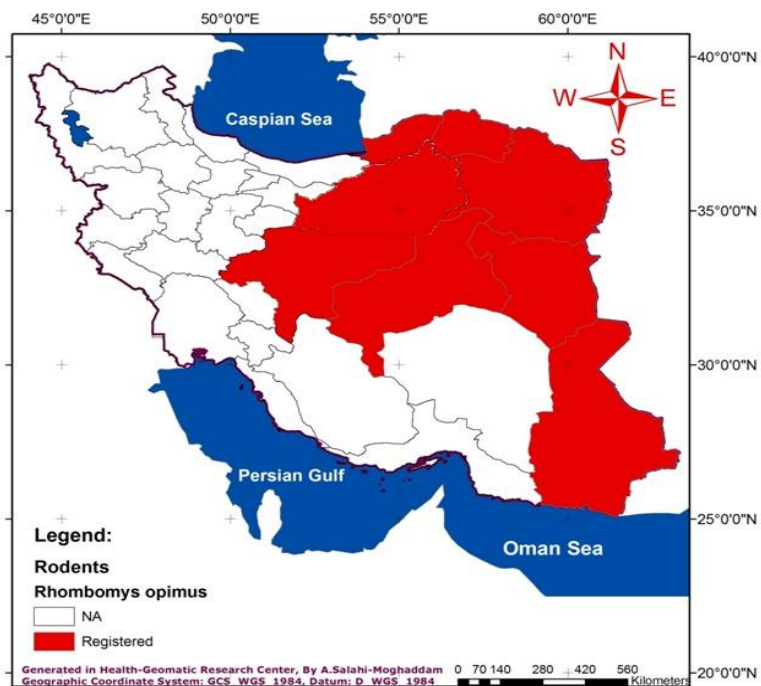 45°0'0"E 50°0'0"E 55°0'0"E 60°0'0"E
40°0'0"N
N
W E
S
Caspian Sea
35°0'0"N
30°0'0"N
Persian Gulf
25°0'0"N
Oman Sea
Legend:
Rodents
Rhombomys opimus
NA
Registered
20°0'0"N
Generated in Health-Geomatic Research Center, By A.Salahi-Moghaddam
Geographic Coordinate System: GCS_WGS_1984, Datum: D_WGS_1984
0 70 140 280 420 560
Kilometers